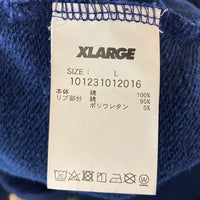 XLARGE
SIZE : L
101231012016
本体 綿 100%
リブ部分 綿 95%
ポリウレタン 5%